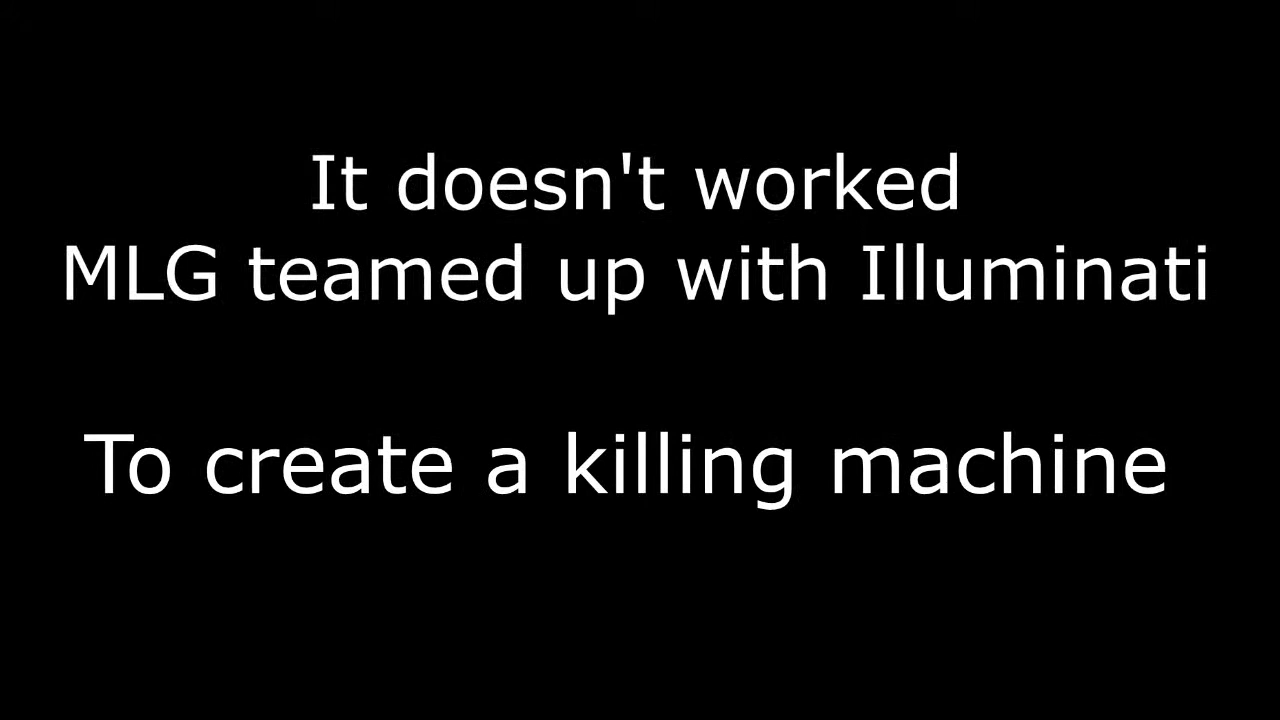 It doesn't worked
MLG teamed up with Illuminati
To create a killing machine